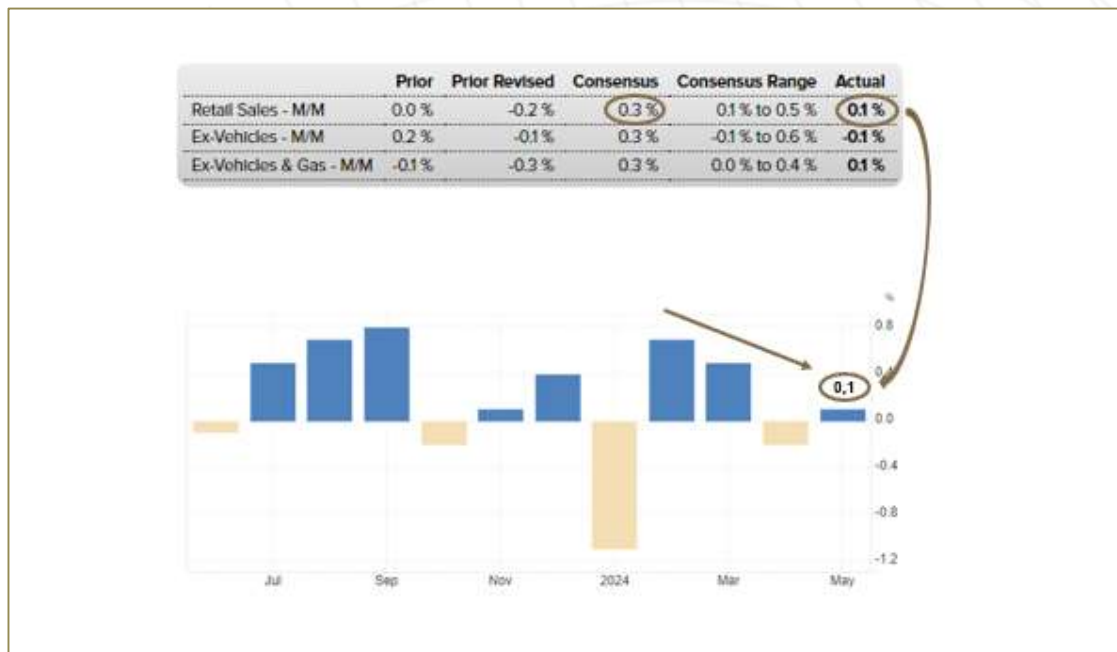 Prior Prior Revised Consensus Consensus Range Actual
Retail Sales - M/M 0.0 % -0.2 % 0.3 % 0.1 % to 0.5 % 0.1 %
Ex-Vehicles - M/M 0.2 % -0.1 % 0.3 % -0.1 % to 0.6 % -0.1 %
Ex-Vehicles & Gas - M/M -0.1 % -0.3 % 0.3 % 0.0 % to 0.4 % 0.1 %
%
0.8
0,1
0.0
-0.4
-0.8
-1.2
Jul Sep Nov 2024 Mar May